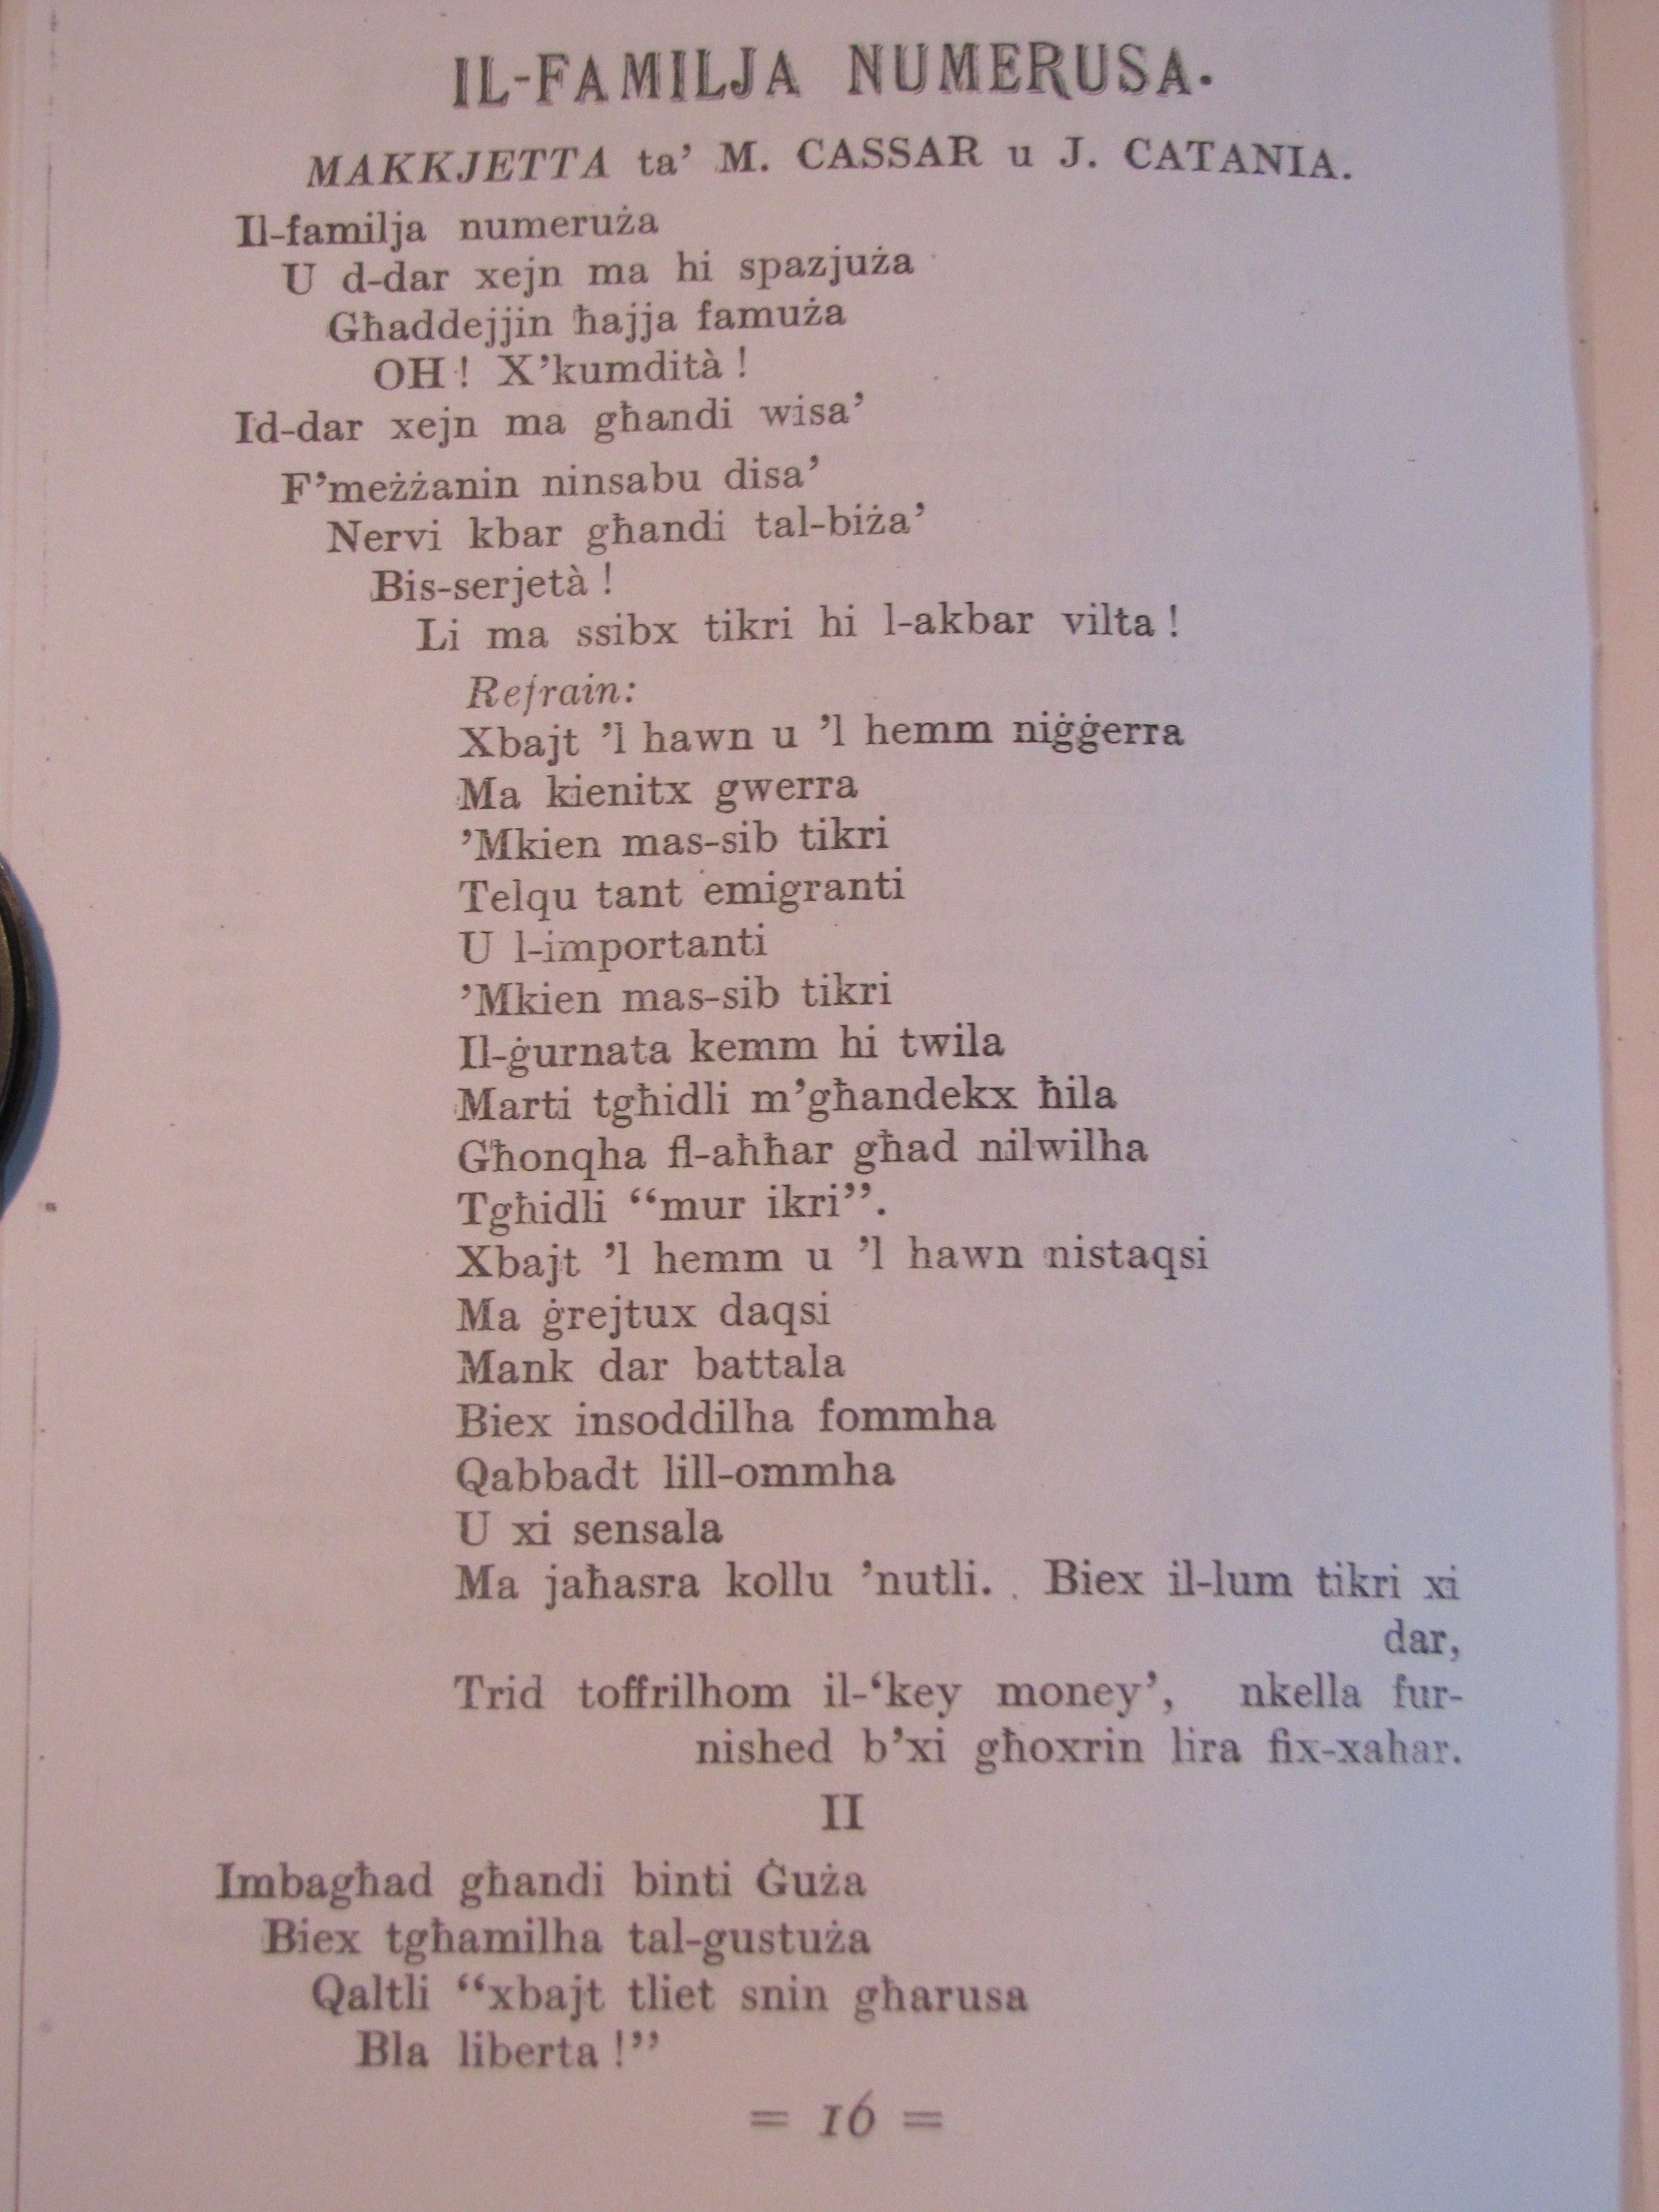 IL-FAMILJA NUMERUSA.
MAKKJETTA ta’ M. CASSAR u J. CATANIA.
Il-familja numeruża
U d-dar xejn ma hi spazjuża
Għaddejjin ħajja famuża
OH ! X’kumdità !
Id-dar xejn ma għandi wisa’
F’meżżanin ninsabu disa’
Nervi kbar għandi tal-biża’
Bis-serjetà !
Li ma ssibx tikri hi l-akbar vilta !
Refrain:
Xbajt ’l hawn u ’l hemm niġġerra
Ma kienitx gwerra
’Mkien mas-sib tikri
Telqu tant emigranti
U l-importanti
’Mkien mas-sib tikri
Il-ġurnata kemm hi twila
Marti tgħidli m’għandekx ħila
Għonqha fl-aħħar għad nilwilha
Tgħidli “mur ikri”.
Xbajt ’l hemm u ’l hawn nistaqsi
Ma ġrejtux daqsi
Mank dar battala
Biex insoddilha fommha
Qabbadt lill-ommha
U xi sensala
Ma jaħasra kollu ’nutli. . Biex il-lum tikri xi
dar,
Trid toffrilhom il-‘key money’, nkella fur-
nished b’xi għoxrin lira fix-xahar.
II
Imbagħad għandi binti Ġuża
Biex tgħamilha tal-gustuża
Qaltli “xbajt tliet snin għarusa
Bla liberta !”
= 16 =